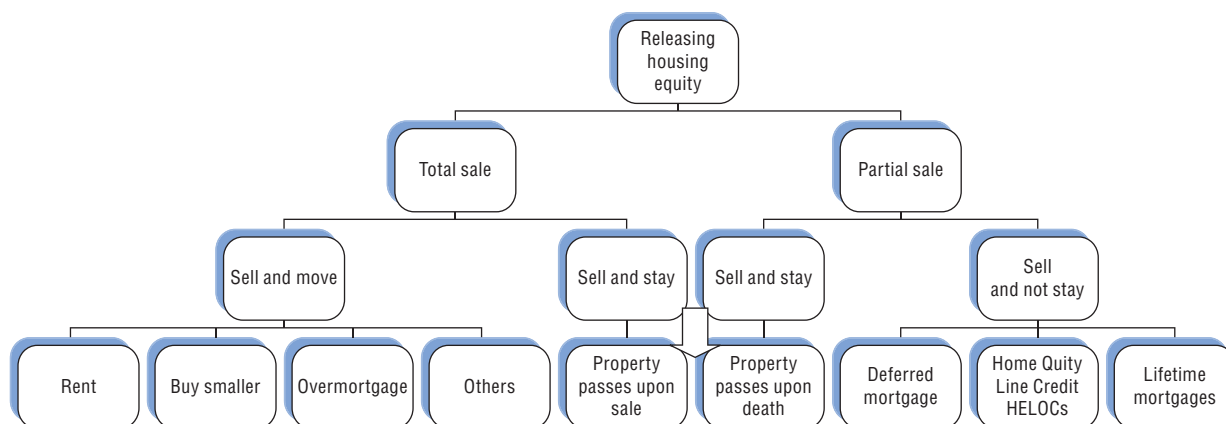 Releasing
housing
equity
Total sale
Partial sale
Sell and move
Sell and stay
Sell and stay
Sell
and not stay
Rent
Buy smaller
Overmortgage
Others
Property
passes upon
sale
Property
passes upon
death
Deferred
mortgage
Home Quity
Line Credit
HELOCs
Lifetime
mortgages